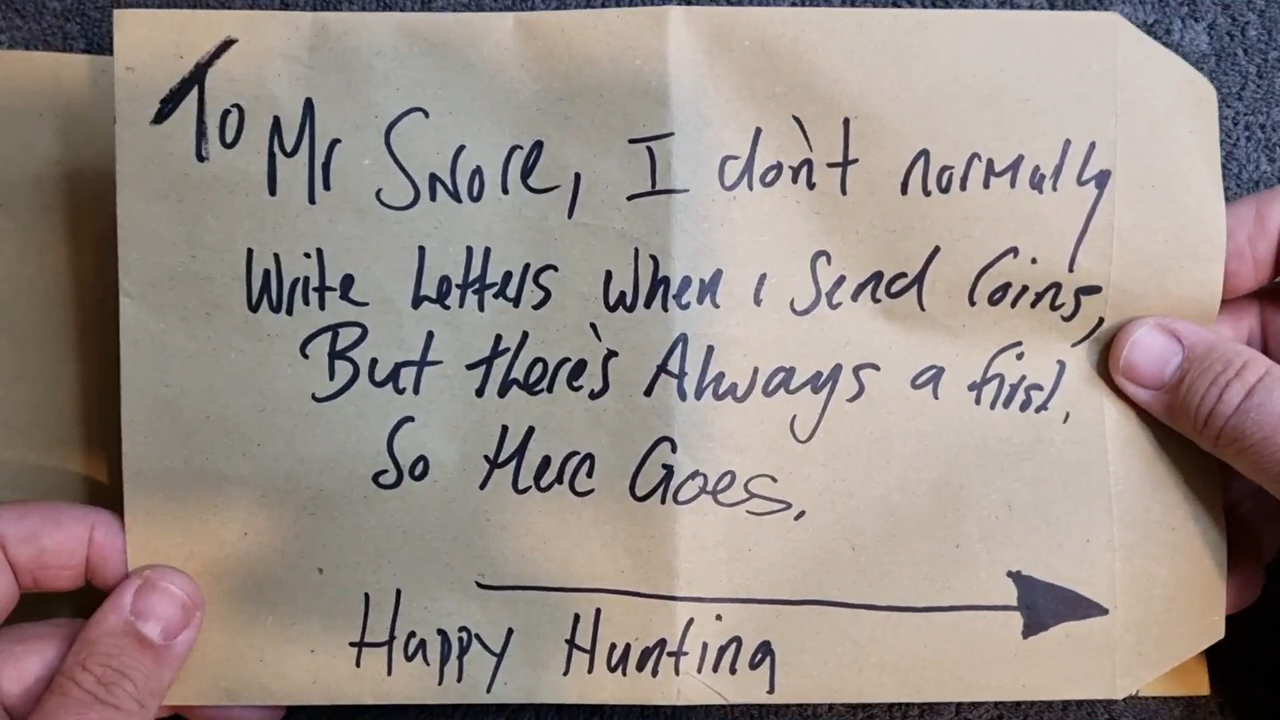 To Mr Snore, I don't normally
Write Letters when i Send Coins,
But there's Always a first.
So Here Goes.
Happy Hunting